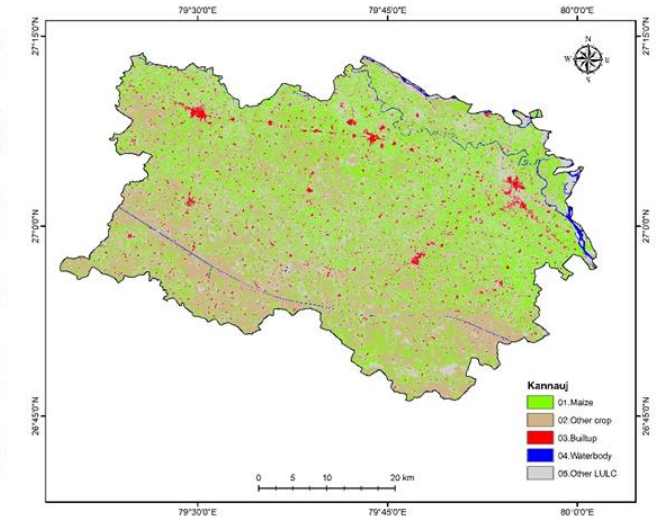 79°30'0"E 79°45'0"E 80°0'0"E
27°15'0"N 27°15'0"N
N
W E
S
27°0'0"N 27°0'0"N
26°45'0"N 26°45'0"N
Kannauj
01.Maize
02.Other crop
03.Builtup
04.Waterbody
05.Other LULC
0 5 10 20 km
79°30'0"E 79°45'0"E 80°0'0"E